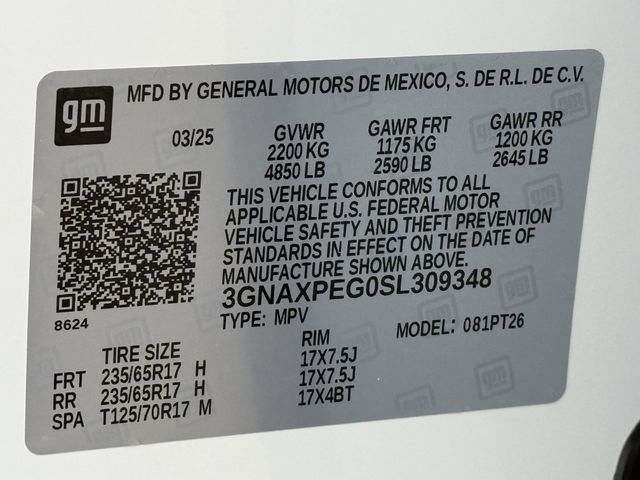 gm
MFD BY GENERAL MOTORS DE MEXICO, S. DE R.L. DE C.V.
03/25 GVWR GAWR FRT GAWR RR
2200 KG 1175 KG 1200 KG
4850 LB 2590 LB 2645 LB
THIS VEHICLE CONFORMS TO ALL
APPLICABLE U.S. FEDERAL MOTOR
VEHICLE SAFETY AND THEFT PREVENTION
STANDARDS IN EFFECT ON THE DATE OF
MANUFACTURE SHOWN ABOVE.
3GNAXPEG0SL309348
8624
TYPE: MPV MODEL: 081PT26
TIRE SIZE RIM
FRT 235/65R17 H 17X7.5J
RR 235/65R17 H 17X7.5J
SPA T125/70R17 M 17X4BT